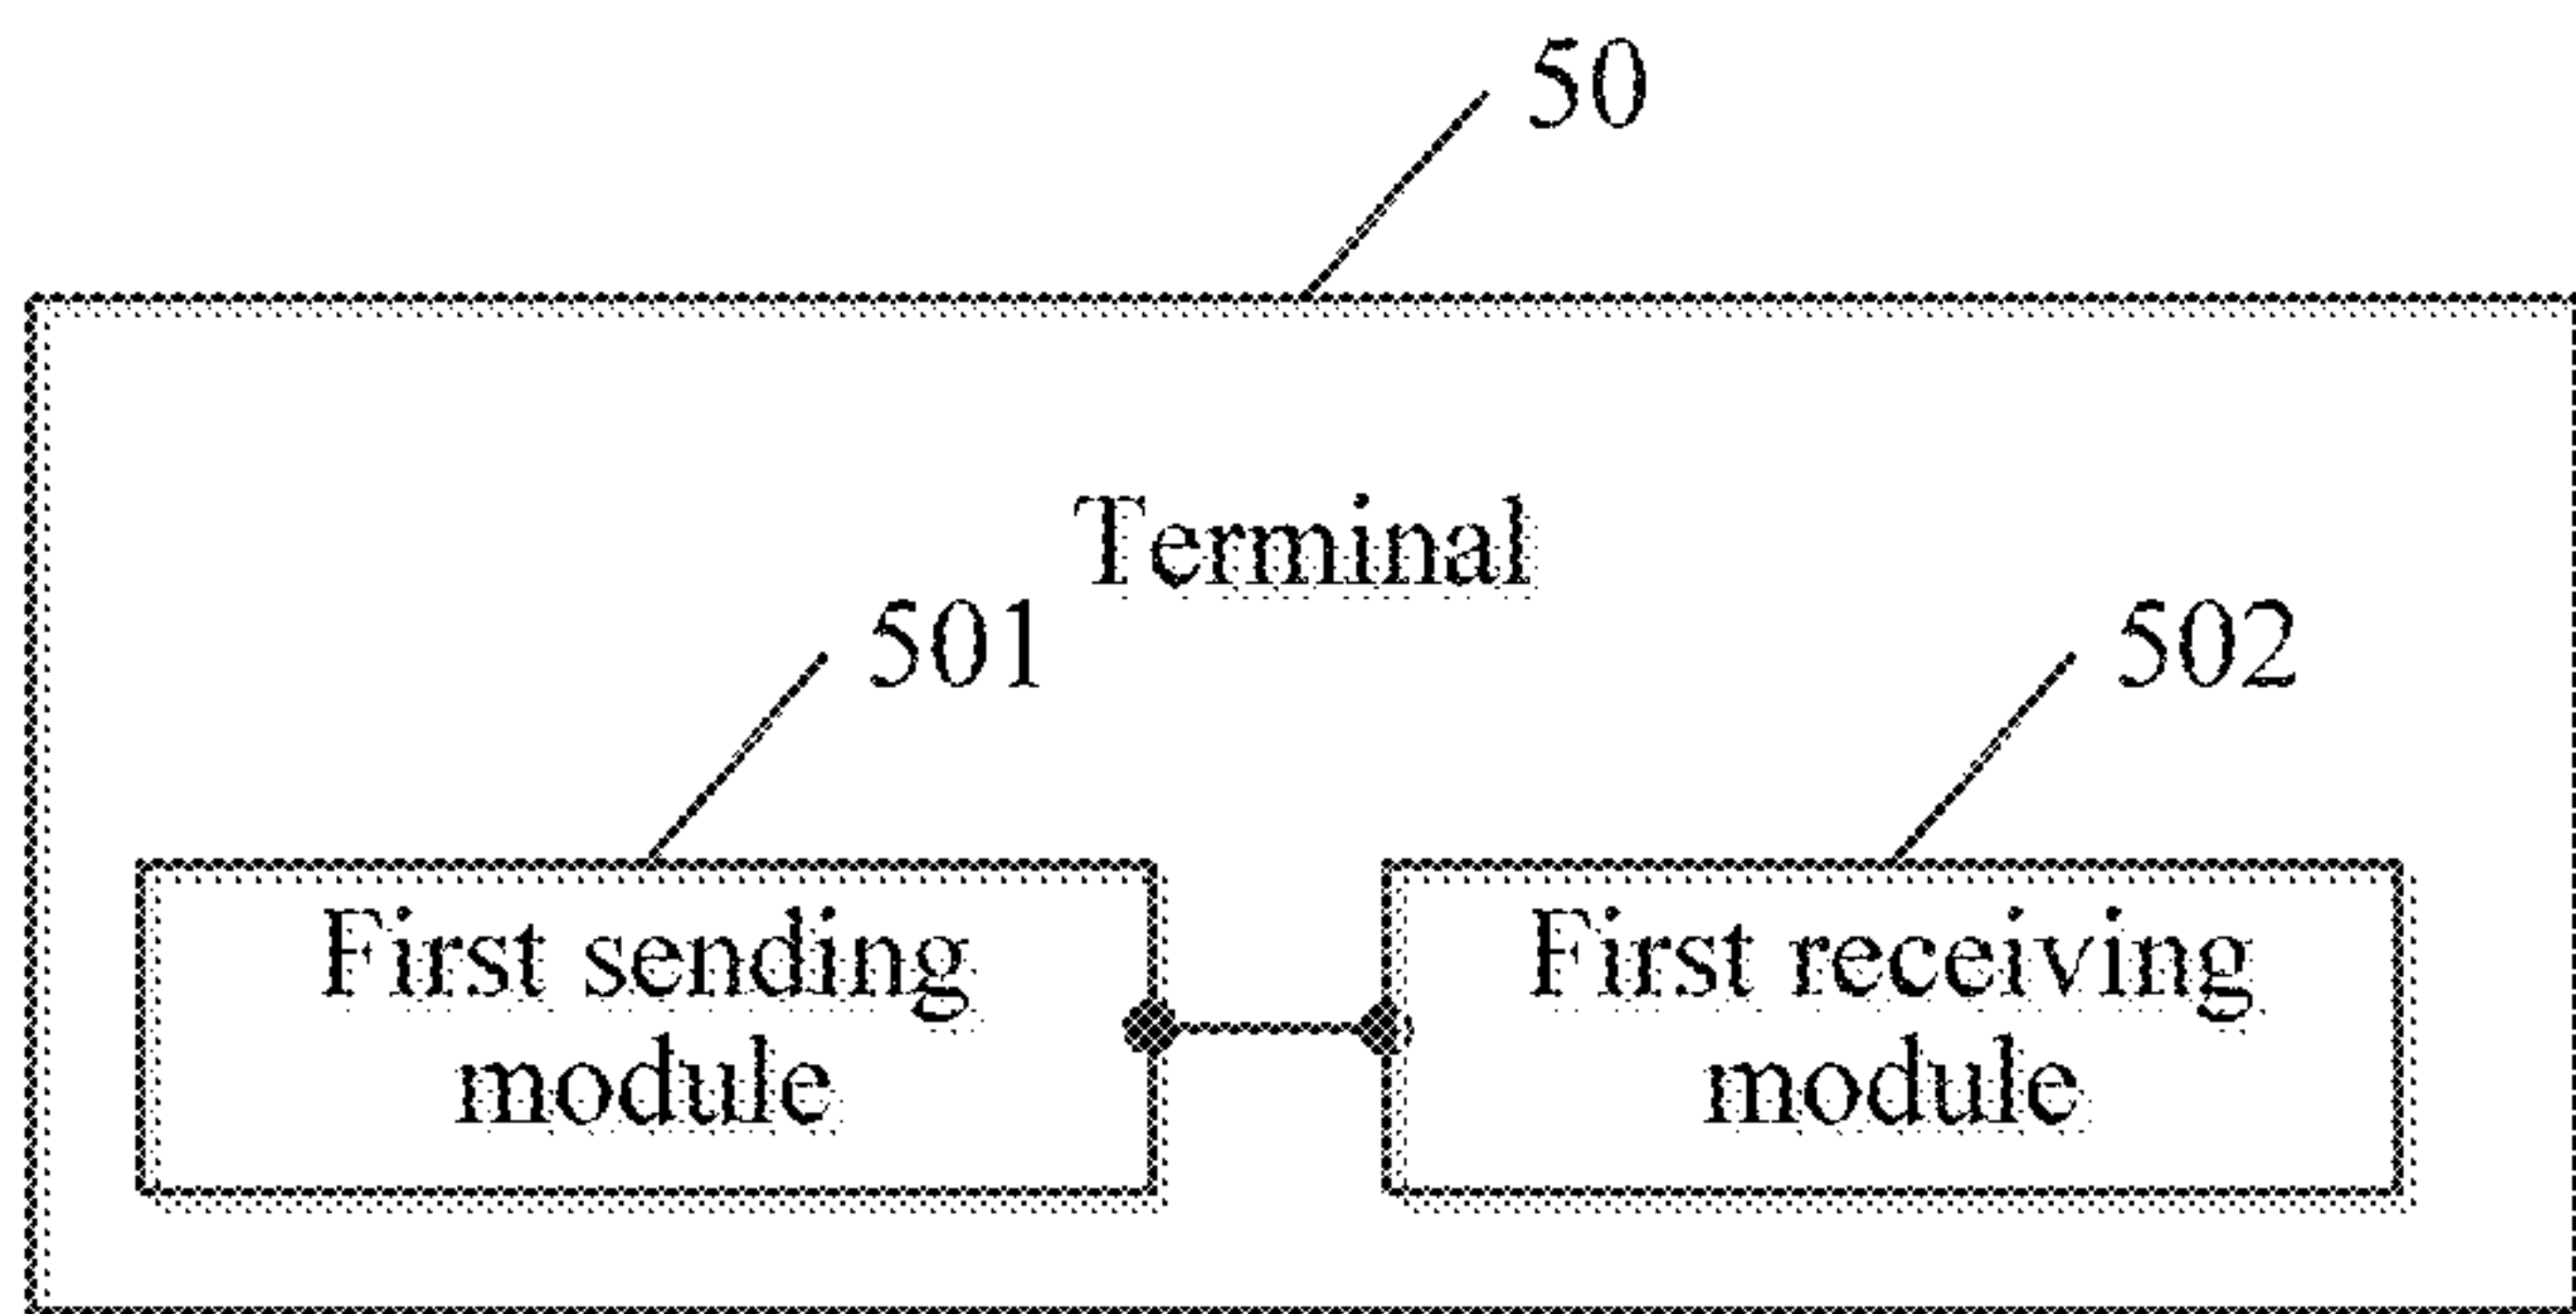 50
Terminal
501
502
First sending
module
First receiving
module